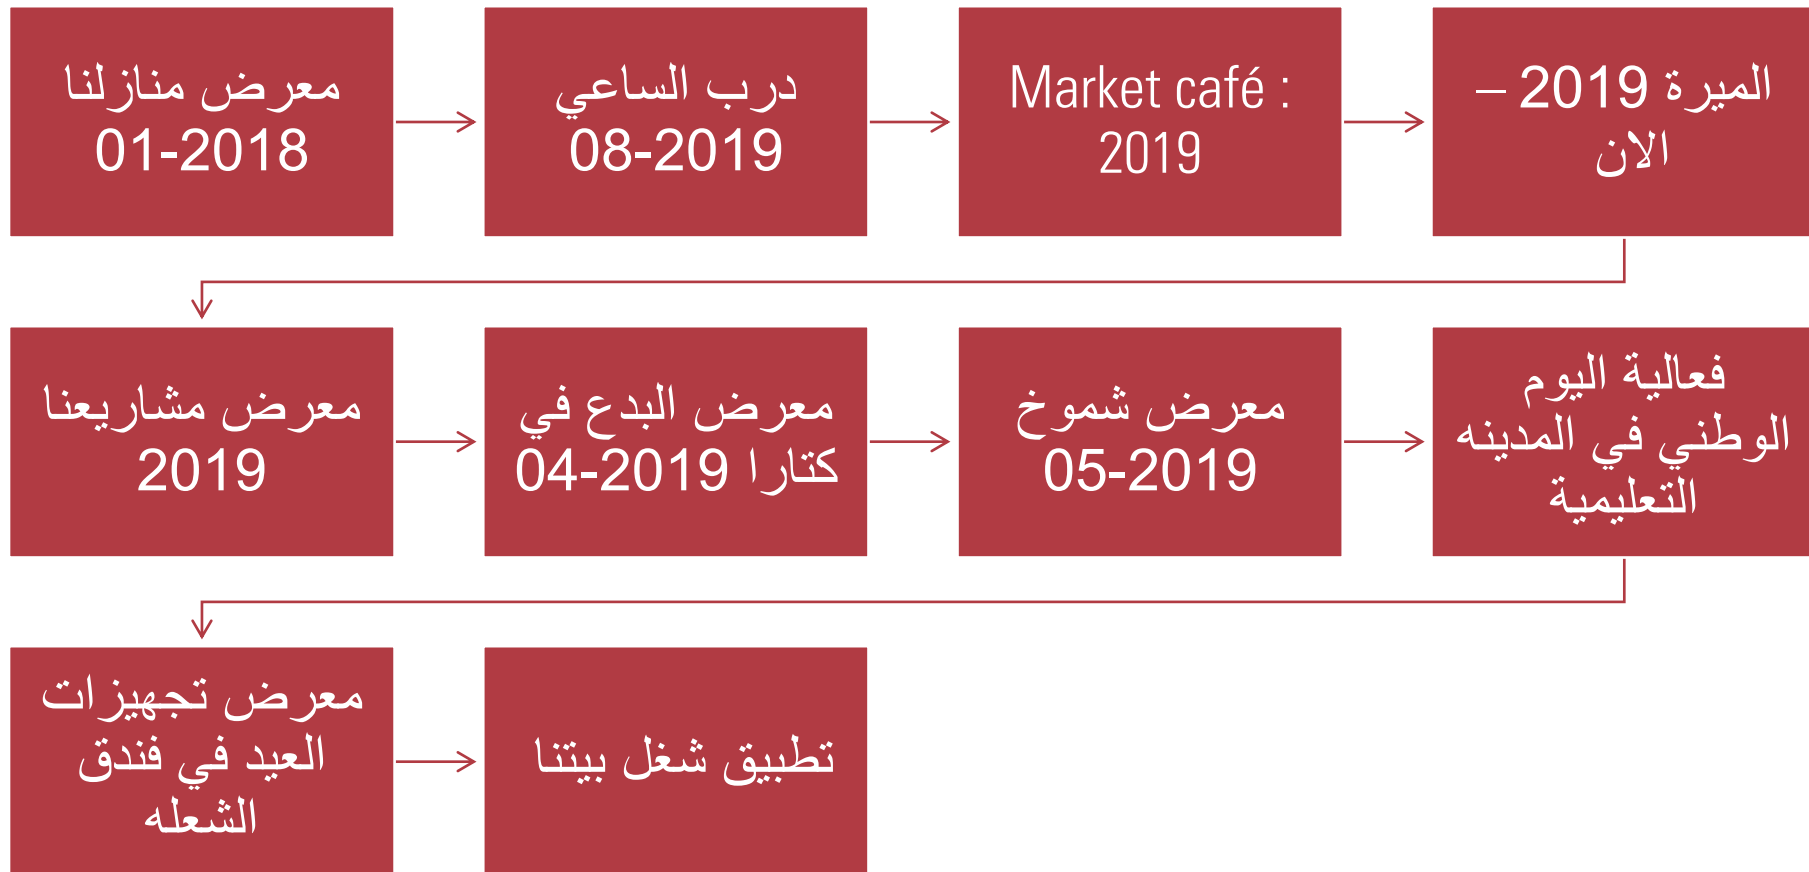 معرض منازلنا
01-2018
درب الساعي
08-2019
Market café :
2019
الميرة 2019 –
الان
معرض مشاريعنا
2019
معرض البدع في
كتارا 2019-04
معرض شموخ
05-2019
فعالية اليوم
الوطني في المدينه
التعليمية
معرض تجهيزات
العيد في فندق
الشعله
تطبيق شغل بيتنا